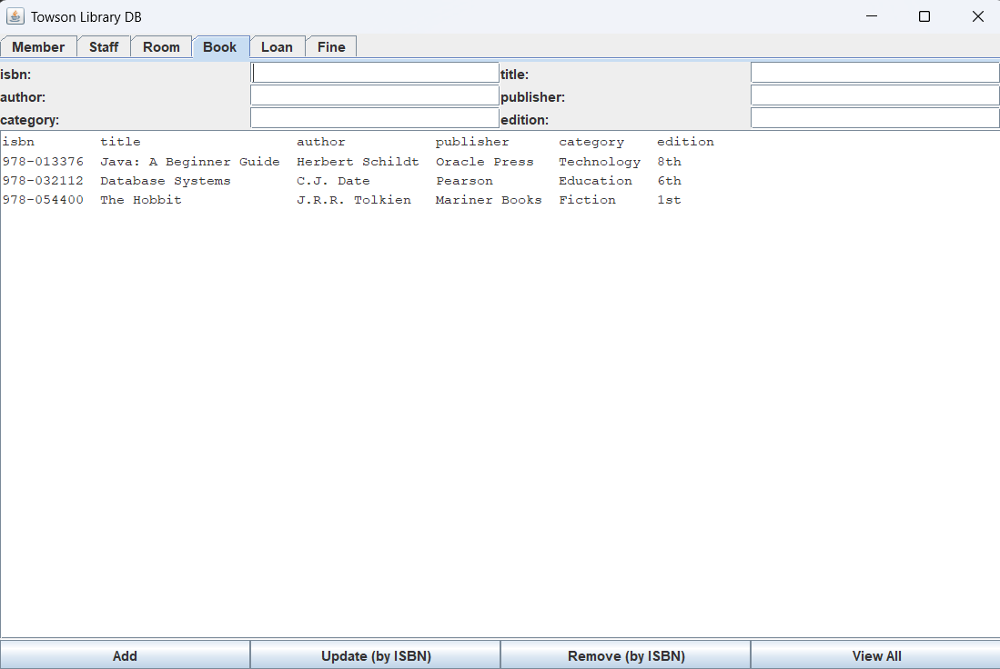 Towson Library DB
Member Staff Room Book Loan Fine
isbn: title:
author: publisher:
category: edition:
isbn title author publisher category edition
978-013376 Java: A Beginner Guide Herbert Schildt Oracle Press Technology 8th
978-032112 Database Systems C.J. Date Pearson Education 6th
978-054400 The Hobbit J.R.R. Tolkien Mariner Books Fiction 1st
Add Update (by ISBN) Remove (by ISBN) View All